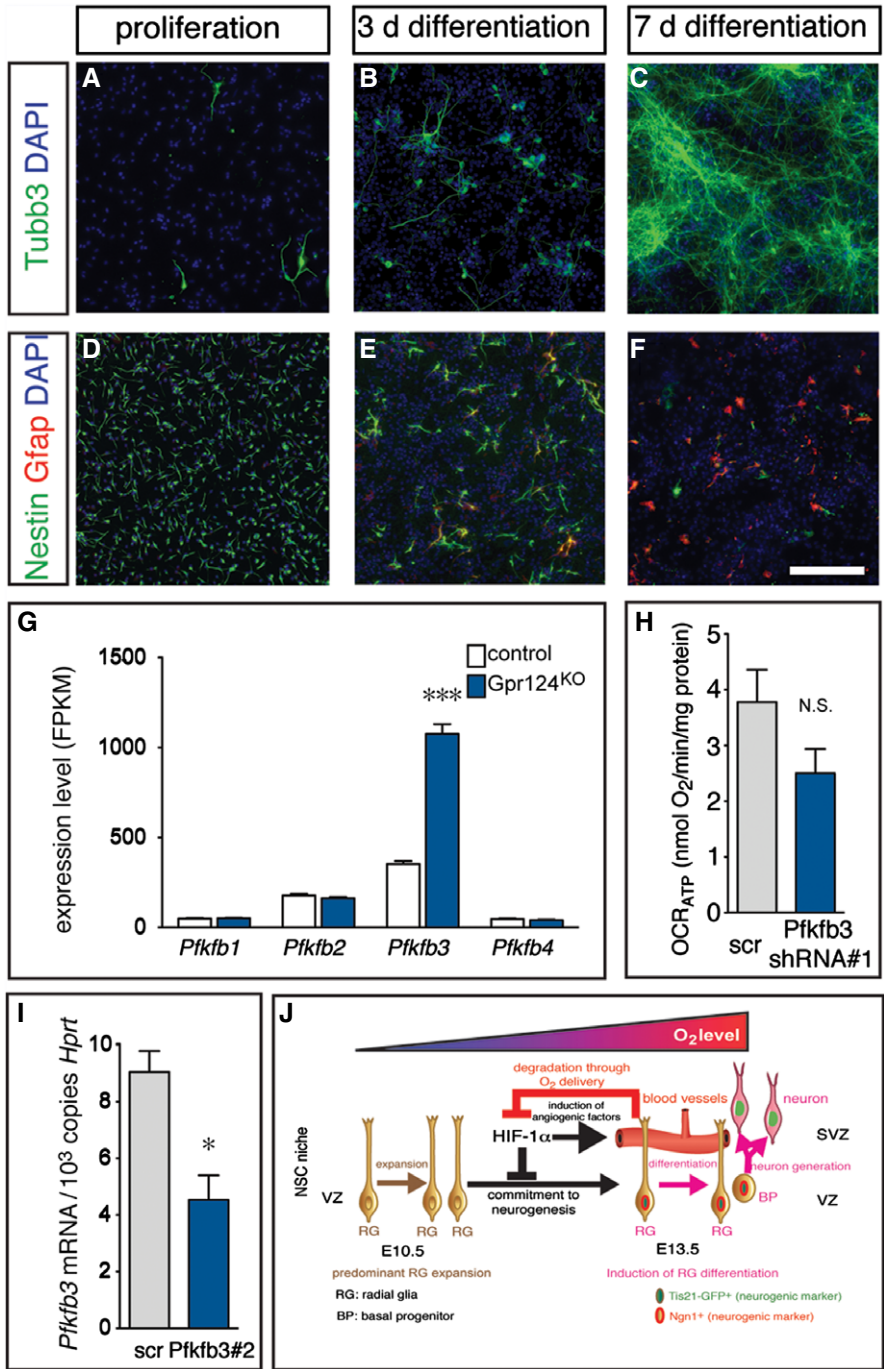 proliferation
3 d differentiation
7 d differentiation
Tubb3 DAPI
A
B
C
Nestin Gfap DAPI
D
E
F
G
expression level (FPKM)
1500
1000
500
0
control
Gpr124KO
***
Pfkfb1
Pfkfb2
Pfkfb3
Pfkfb4
H
OCRATP (nmol O2/min/mg protein)
5
4
3
2
1
0
N.S.
scr
Pfkfb3
shRNA#1
I
Pfkfb3 mRNA / 10³ copies Hprt
10
8
6
4
2
0
*
scr
Pfkfb3#2
J
O2 level
degradation through
O2 delivery
induction of
angiogenic factors
blood vessels
neuron
HIF-1α
SVZ
NSC niche
expansion
differentiation
neuron generation
VZ
commitment to
neurogenesis
BP
VZ
RG
RG
RG
RG
RG
E10.5
E13.5
predominant RG expansion
Induction of RG differentiation
RG: radial glia
Tis21-GFP+ (neurogenic marker)
BP: basal progenitor
Ngn1+ (neurogenic marker)